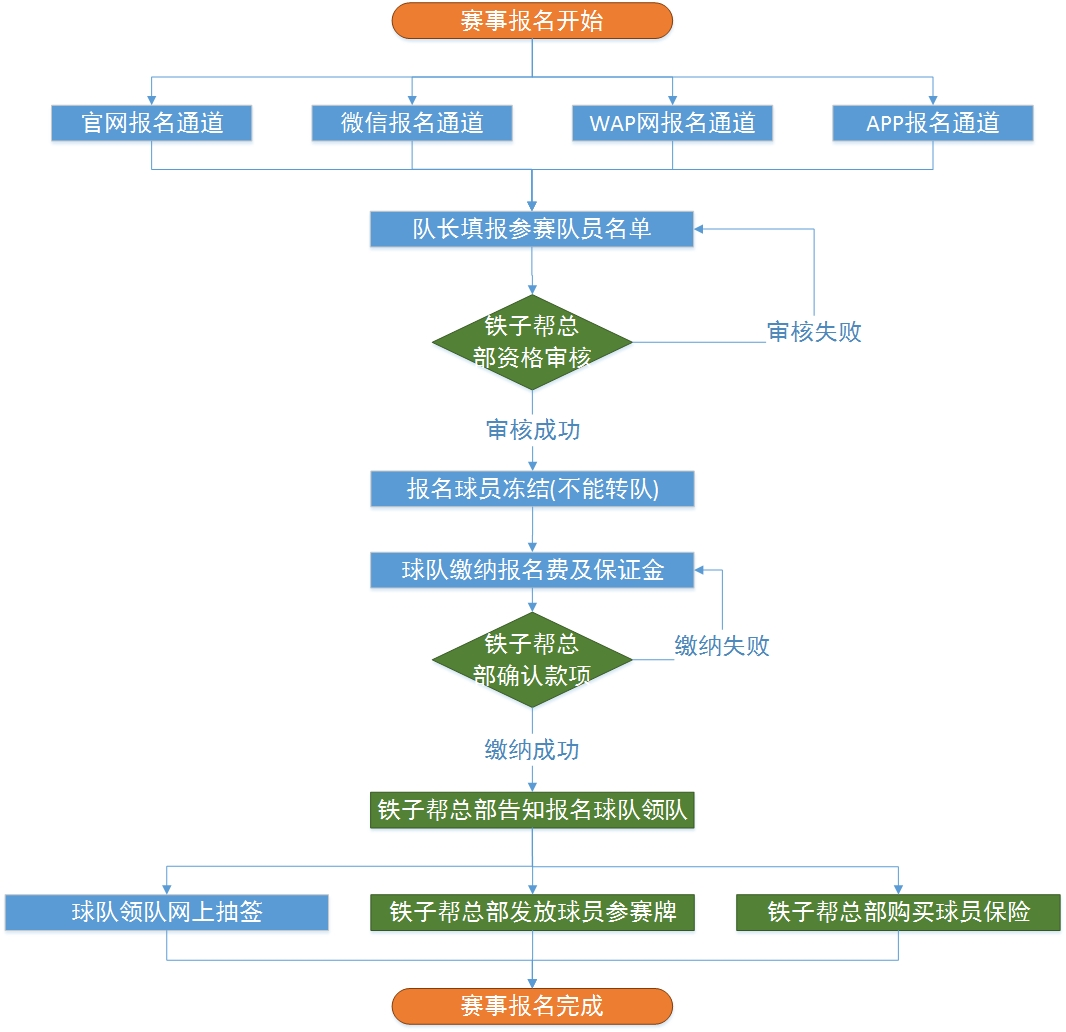 赛事报名开始
官网报名通道
微信报名通道
WAP网报名通道
APP报名通道
队长填报参赛队员名单
铁子帮总
部资格审核
审核失败
审核成功
报名球员冻结(不能转队)
球队缴纳报名费及保证金
铁子帮总
部确认款项
缴纳失败
缴纳成功
铁子帮总部告知报名球队领队
球队领队网上抽签
铁子帮总部发放球员参赛牌
铁子帮总部购买球员保险
赛事报名完成